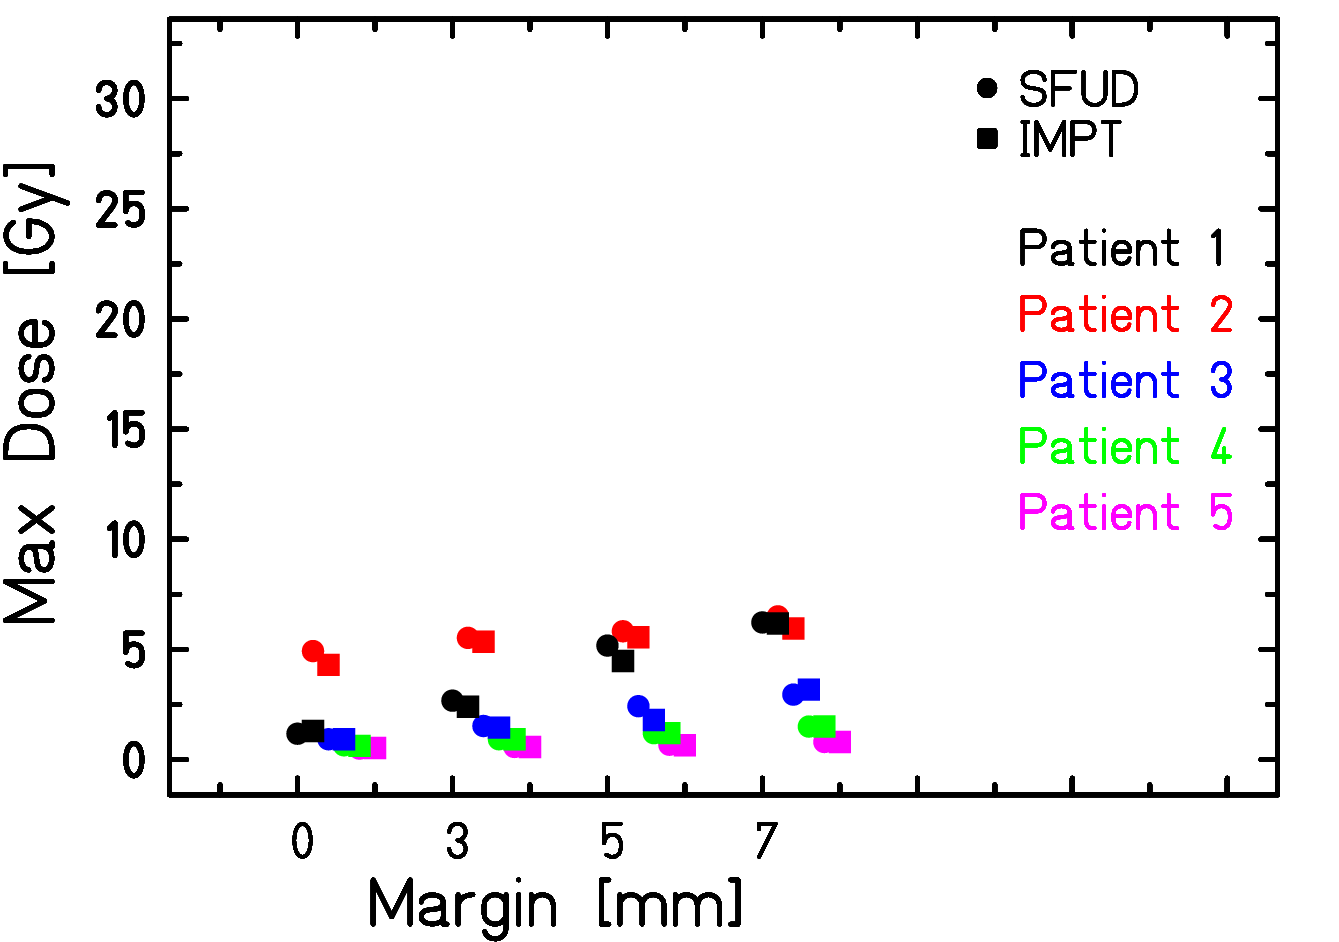 SFUD
IMPT
Patient 1
Patient 2
Patient 3
Patient 4
Patient 5
Max Dose [Gy]
30
25
20
15
10
5
0
0 3 5 7
Margin [mm]